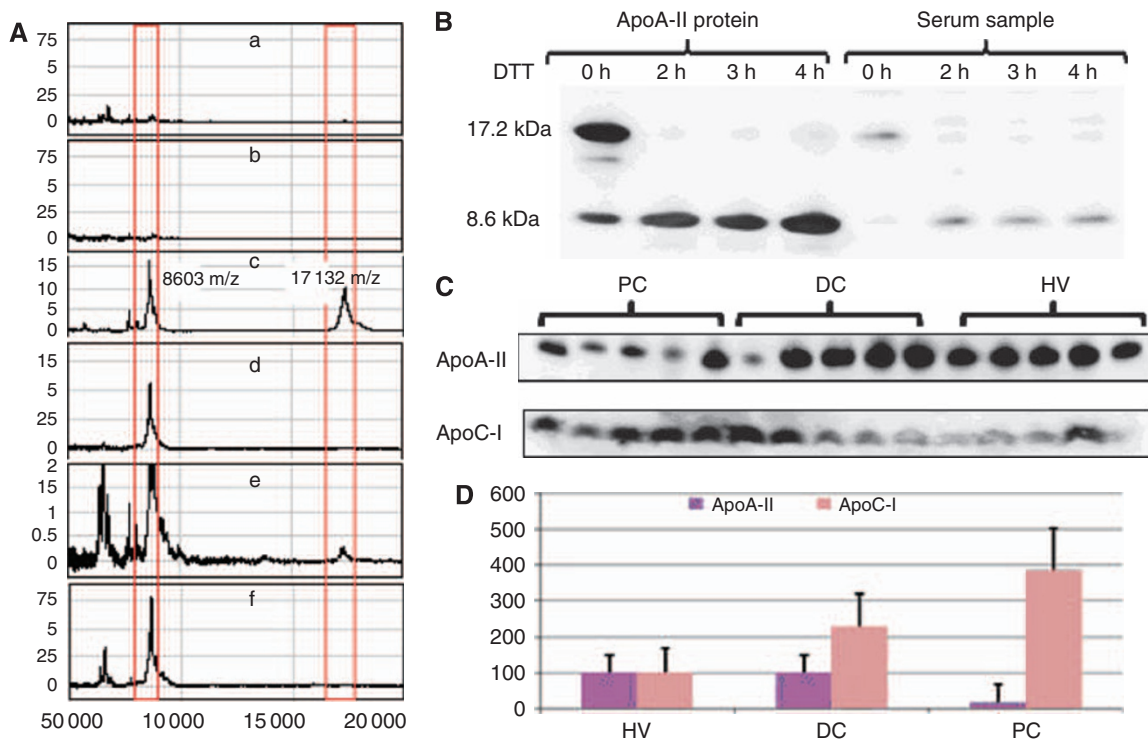 A
a
75
5
25
0
b
75
5
25
0
c
15
10
5
0
8603 m/z
17 132 m/z
d
15
5
25
0
e
2
15
1
0.5
0
f
75
25
0
50 000 10 000 15 000 20 000
B
ApoA-II protein Serum sample
DTT 0 h 2 h 3 h 4 h 0 h 2 h 3 h 4 h
17.2 kDa
8.6 kDa
C
PC DC HV
ApoA-II
ApoC-I
D
ApoA-II ApoC-I
600
500
400
300
200
100
0
HV DC PC